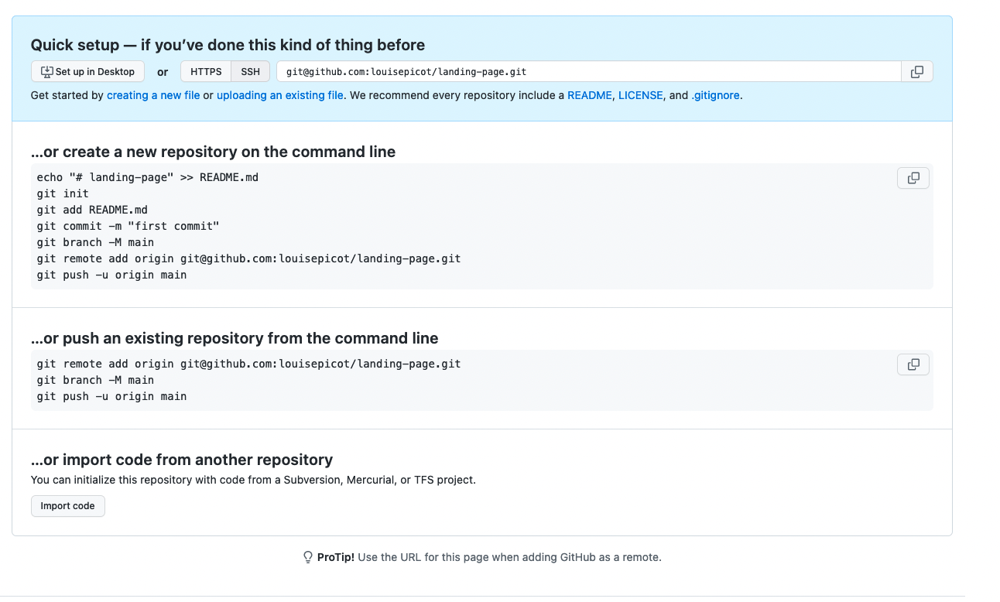 Quick setup — if you’ve done this kind of thing before
Set up in Desktop or HTTPS SSH git@github.com:louisepicot/landing-page.git
Get started by creating a new file or uploading an existing file. We recommend every repository include a README, LICENSE, and .gitignore.
…or create a new repository on the command line
echo "# landing-page" >> README.md
git init
git add README.md
git commit -m "first commit"
git branch -M main
git remote add origin git@github.com:louisepicot/landing-page.git
git push -u origin main
…or push an existing repository from the command line
git remote add origin git@github.com:louisepicot/landing-page.git
git branch -M main
git push -u origin main
…or import code from another repository
You can initialize this repository with code from a Subversion, Mercurial, or TFS project.
Import code
ProTip! Use the URL for this page when adding GitHub as a remote.